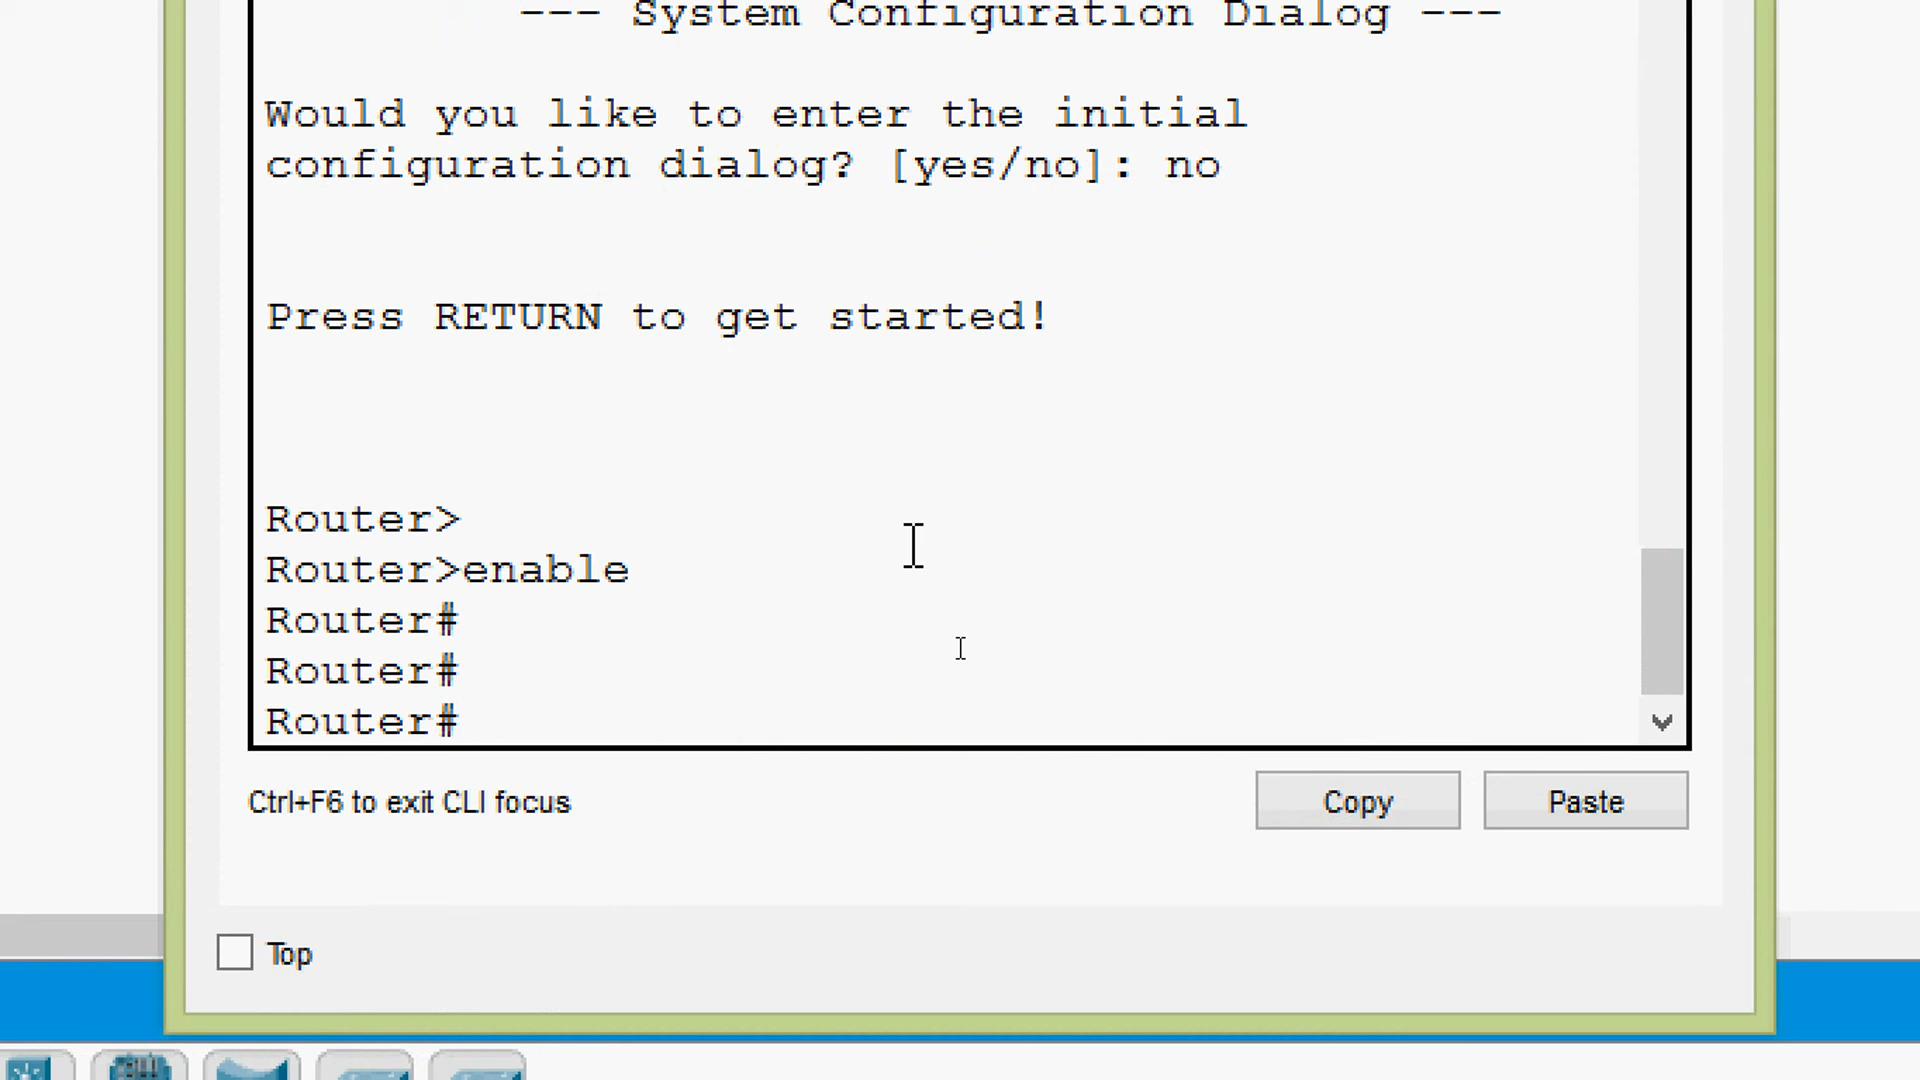 --- System Configuration Dialog ---
Would you like to enter the initial
configuration dialog? [yes/no]: no
Press RETURN to get started!
Router>
Router>enable
Router#
Router#
Router#
Ctrl+F6 to exit CLI focus
Copy
Paste
Top